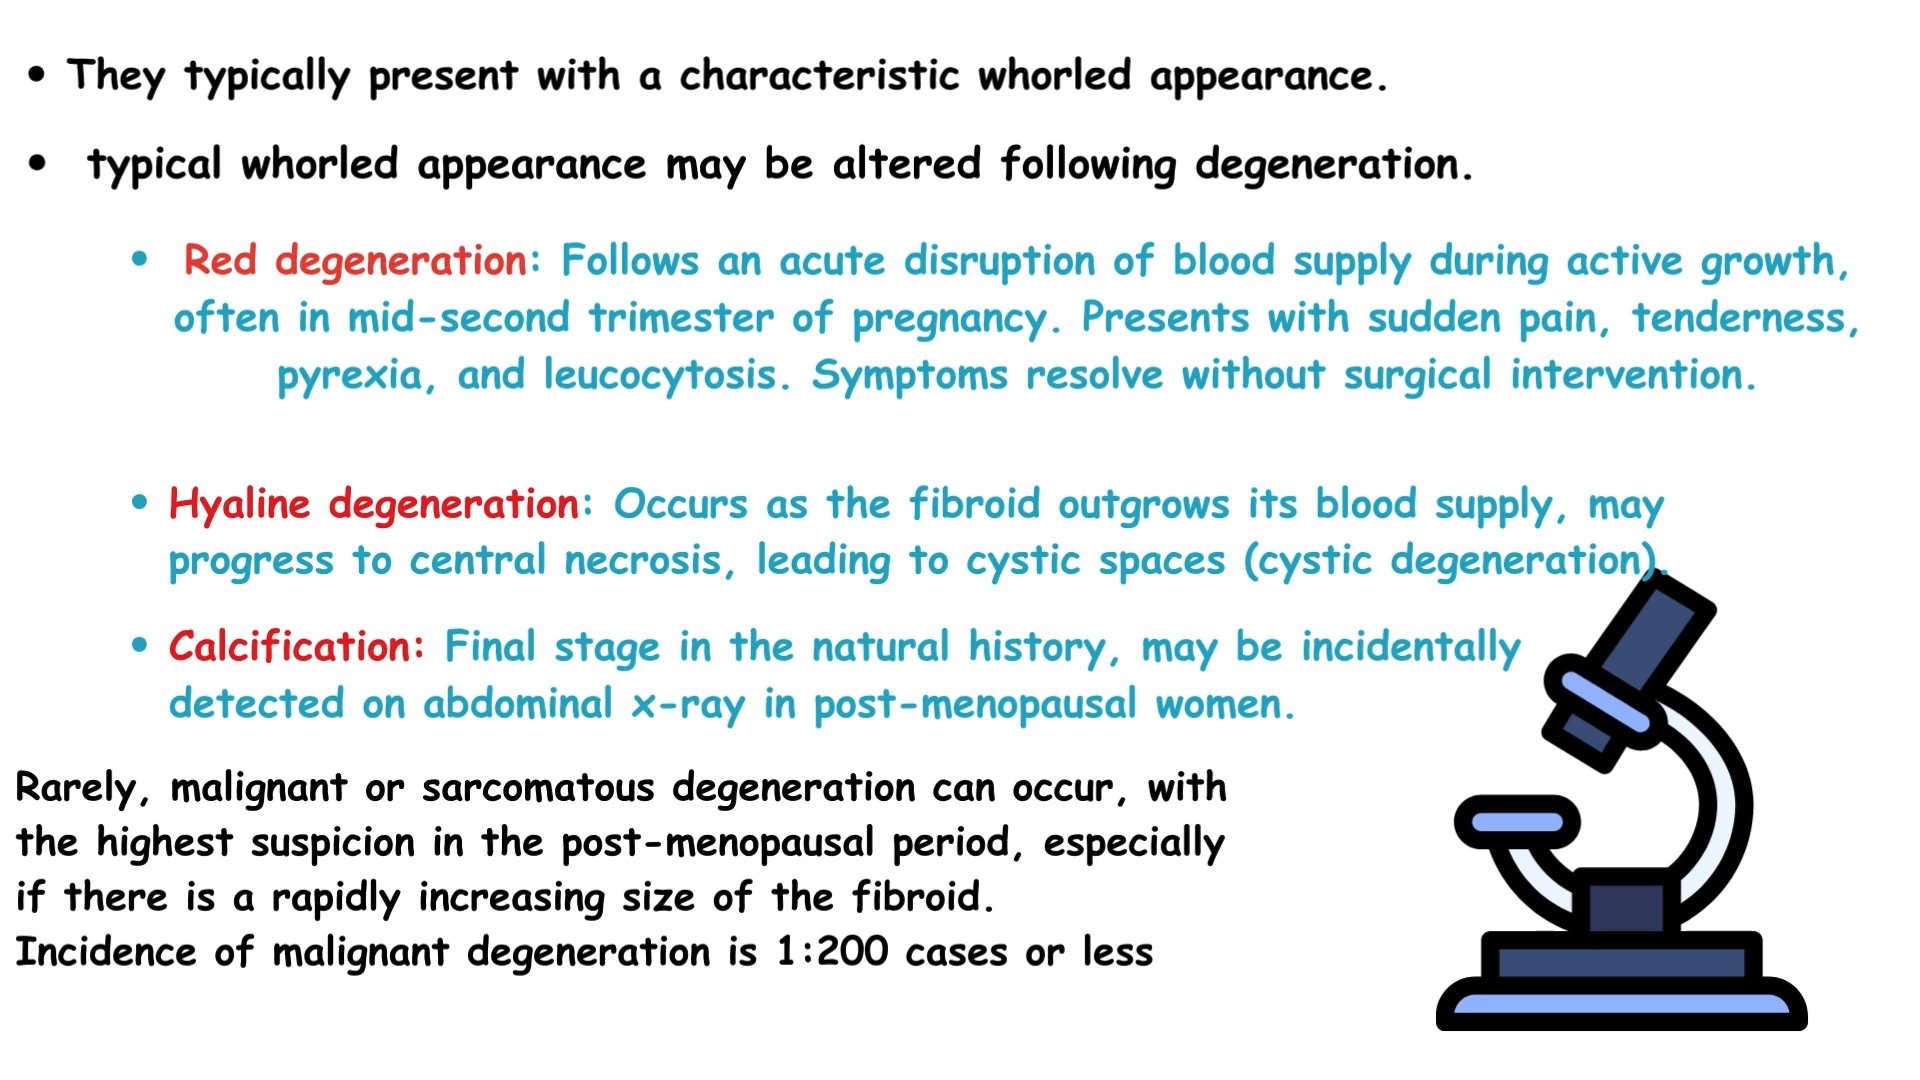 • They typically present with a characteristic whorled appearance.
• typical whorled appearance may be altered following degeneration.
• Red degeneration: Follows an acute disruption of blood supply during active growth,
often in mid-second trimester of pregnancy. Presents with sudden pain, tenderness,
pyrexia, and leucocytosis. Symptoms resolve without surgical intervention.
• Hyaline degeneration: Occurs as the fibroid outgrows its blood supply, may
progress to central necrosis, leading to cystic spaces (cystic degeneration).
• Calcification: Final stage in the natural history, may be incidentally
detected on abdominal x-ray in post-menopausal women.
Rarely, malignant or sarcomatous degeneration can occur, with
the highest suspicion in the post-menopausal period, especially
if there is a rapidly increasing size of the fibroid.
Incidence of malignant degeneration is 1:200 cases or less